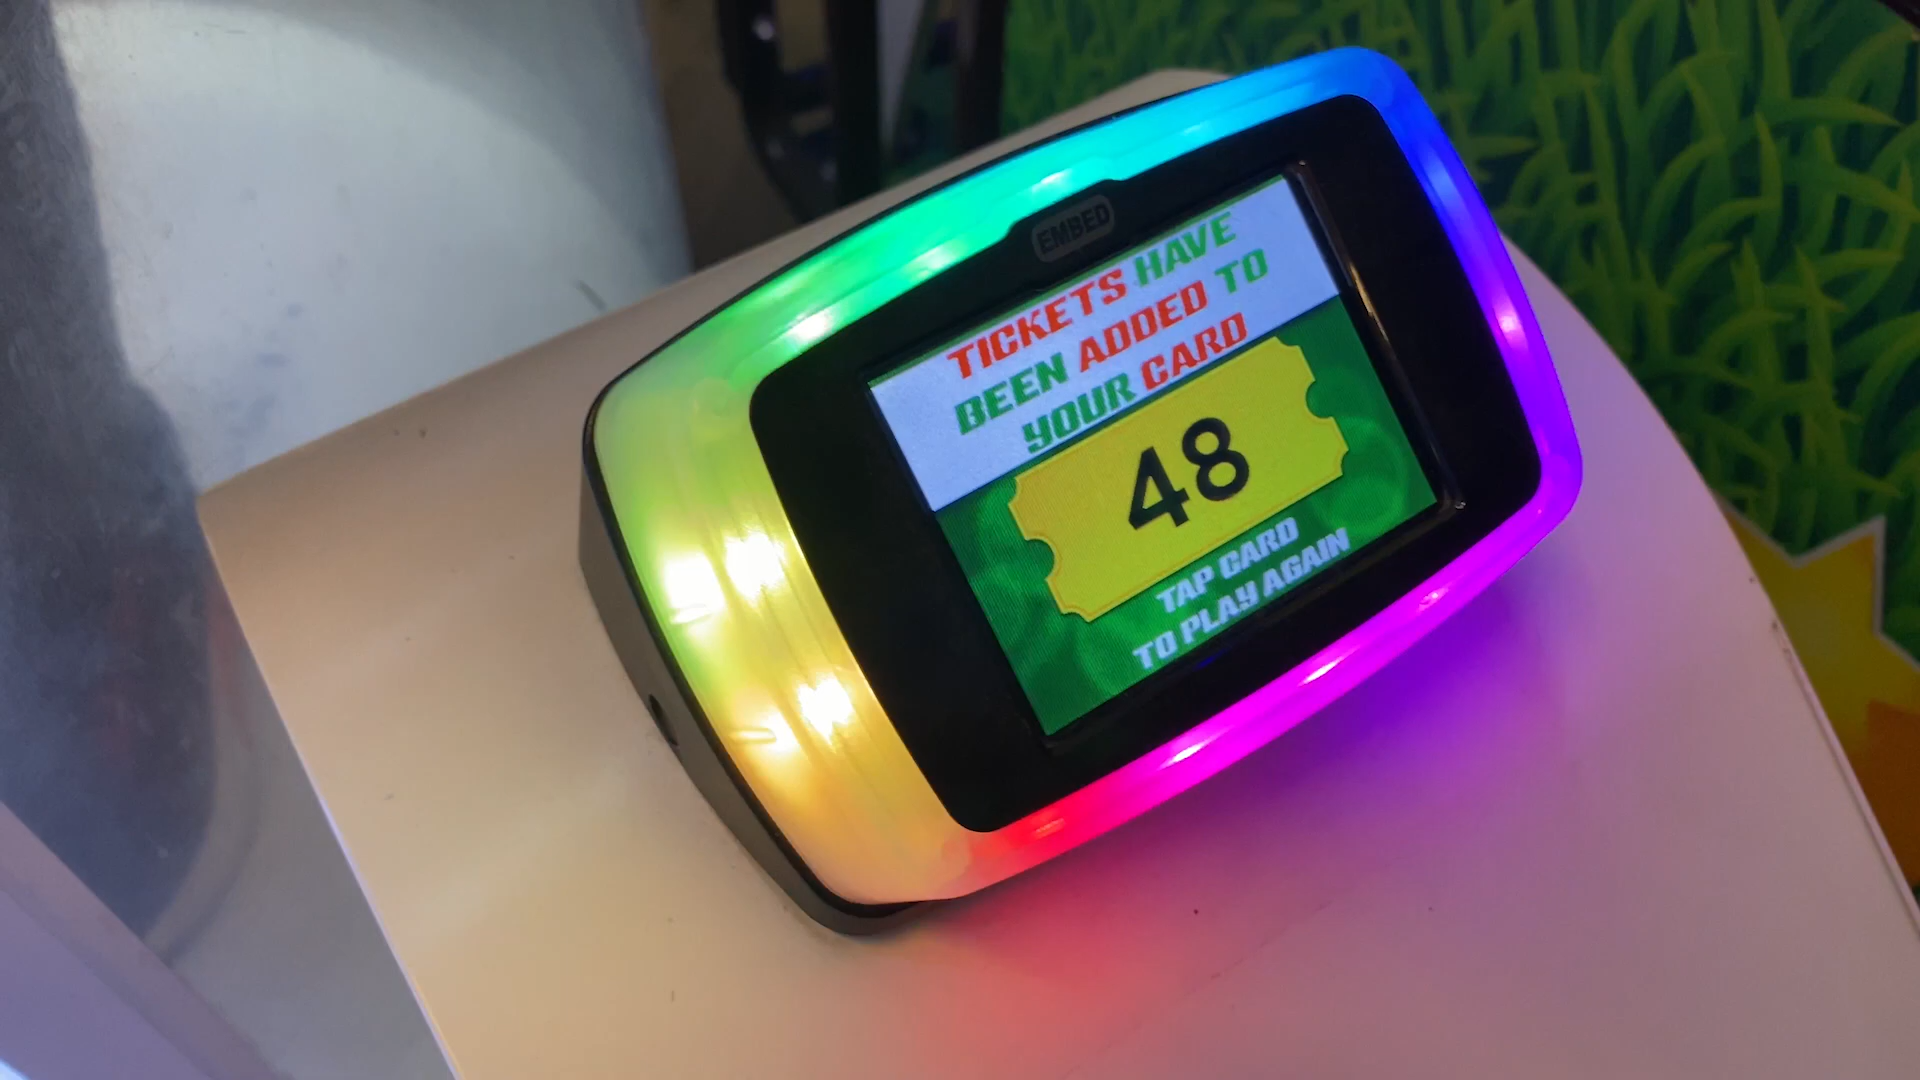 EMBED
TICKETS HAVE
BEEN ADDED TO
YOUR CARD
48
TAP CARD
TO PLAY AGAIN